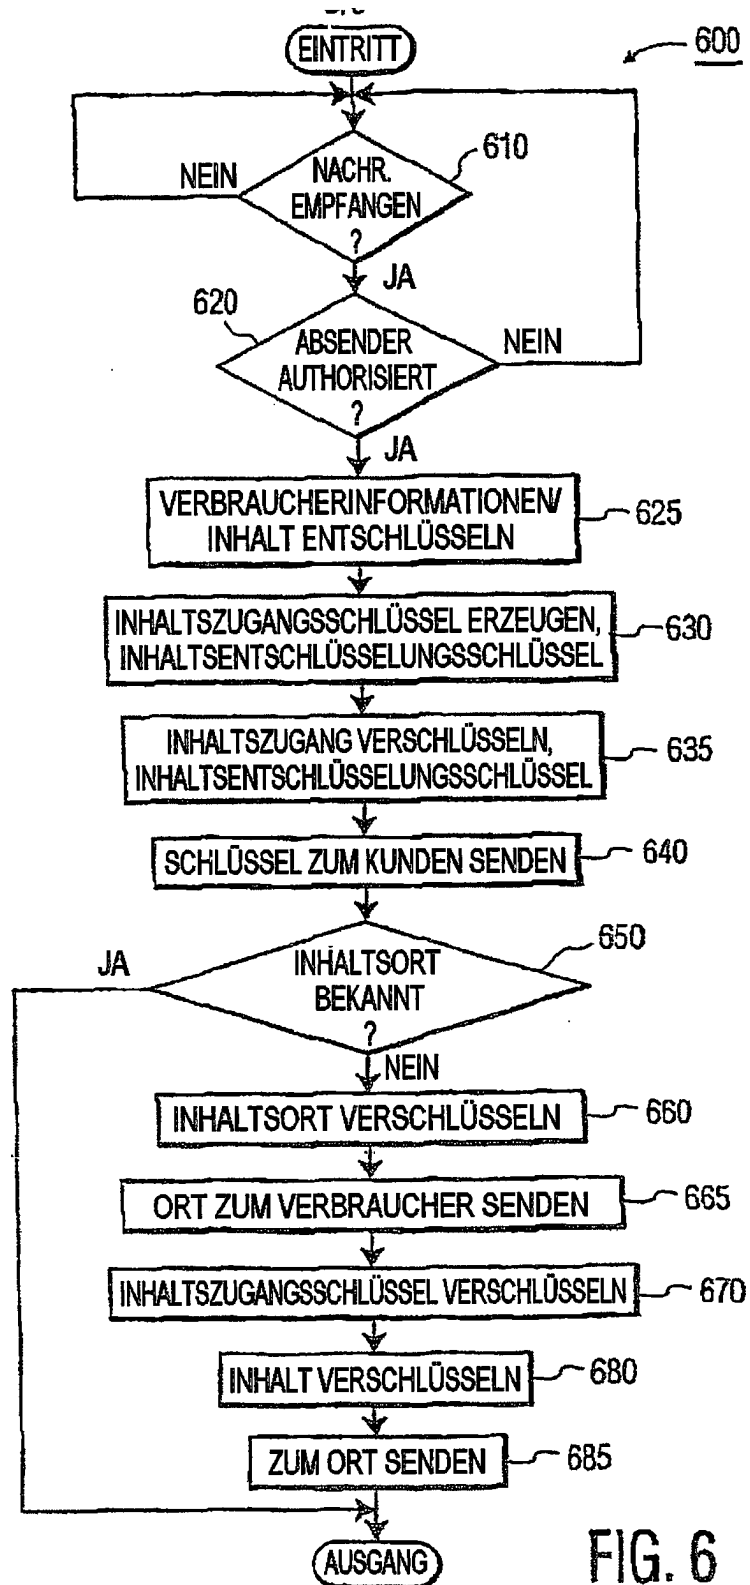 EINTRITT
600
NACHR.
EMPFANGEN
?
610
NEIN
JA
620
ABSENDER
AUTHORISIERT
?
NEIN
JA
VERBRAUCHERINFORMATIONEN/
INHALT ENTSCHLÜSSELN
625
INHALTSZUGANGSSCHLÜSSEL ERZEUGEN,
INHALTSENTSCHLÜSSELUNGSSCHLÜSSEL
630
INHALTSZUGANG VERSCHLÜSSELN,
INHALTSENTSCHLÜSSELUNGSSCHLÜSSEL
635
SCHLÜSSEL ZUM KUNDEN SENDEN
640
JA
INHALTSORT
BEKANNT
?
650
NEIN
INHALTSORT VERSCHLÜSSELN
660
ORT ZUM VERBRAUCHER SENDEN
665
INHALTSZUGANGSSCHLÜSSEL VERSCHLÜSSELN
670
INHALT VERSCHLÜSSELN
680
ZUM ORT SENDEN
685
AUSGANG
FIG. 6